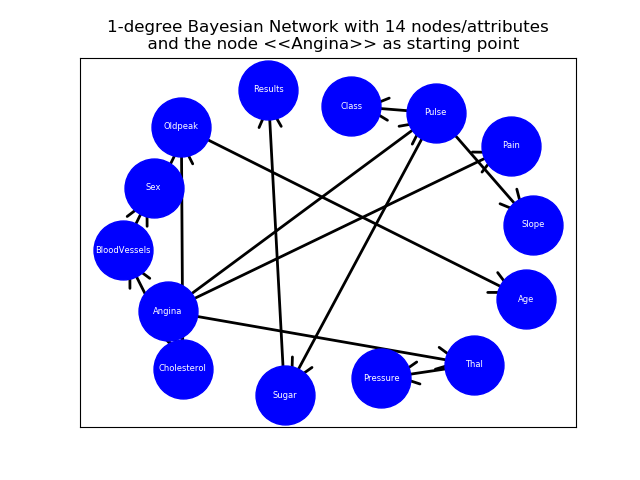 1-degree Bayesian Network with 14 nodes/attributes
and the node <<Angina>> as starting point
Results
Class
Pulse
Oldpeak
Pain
Sex
Slope
BloodVessels
Age
Angina
Thal
Cholesterol
Pressure
Sugar